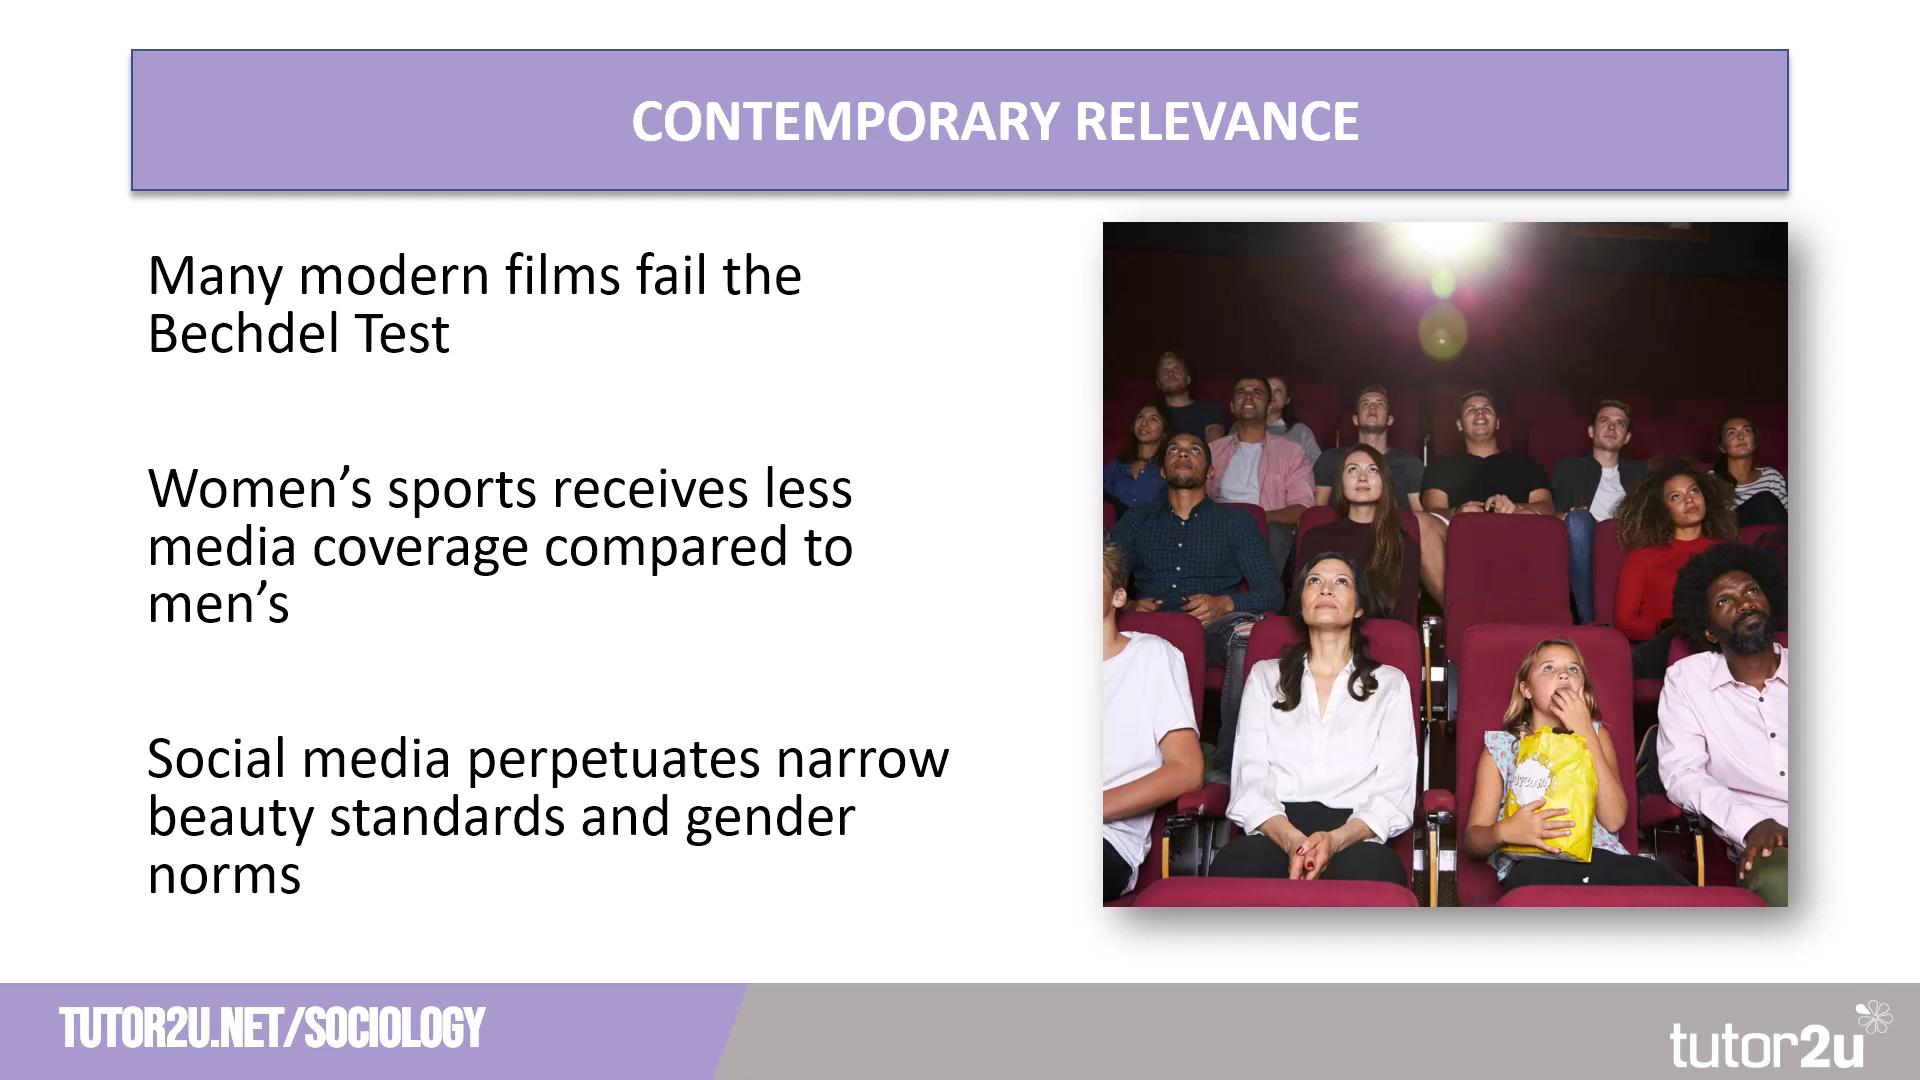 CONTEMPORARY RELEVANCE
Many modern films fail the
Bechdel Test
Women’s sports receives less
media coverage compared to
men’s
Social media perpetuates narrow
beauty standards and gender
norms
TUTOR2U.NET/SOCIOLOGY
tutor2u